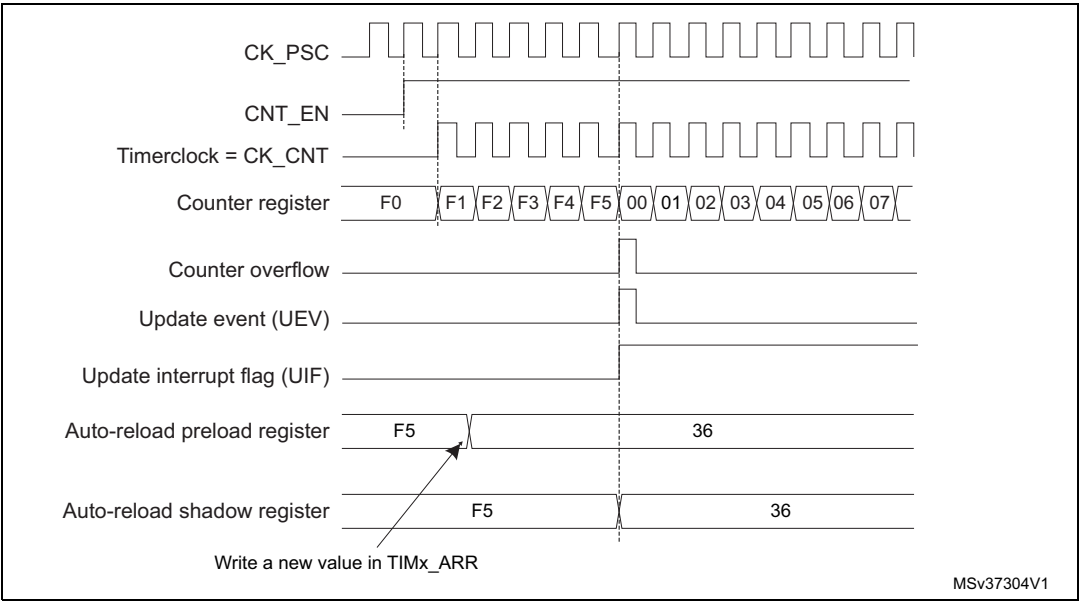 CK_PSC
CNT_EN
Timerclock = CK_CNT
Counter register F0 F1 F2 F3 F4 F5 00 01 02 03 04 05 06 07
Counter overflow
Update event (UEV)
Update interrupt flag (UIF)
Auto-reload preload register F5 36
Auto-reload shadow register F5 36
Write a new value in TIMx_ARR
MSv37304V1